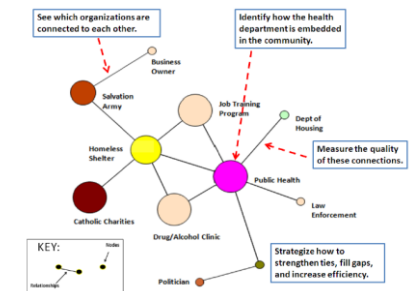 See which organizations are
connected to each other.
Identify how the health
department is embedded
in the community.
Business
Owner
Salvation
Army
Job Training
Program
Dept of
Housing
Homeless
Shelter
Measure the quality
of these connections.
Public Health
Catholic Charities
Law
Enforcement
Drug/Alcohol Clinic
KEY:
Nodes
Relationships
Strategize how to
strengthen ties, fill gaps,
and increase efficiency.
Politician